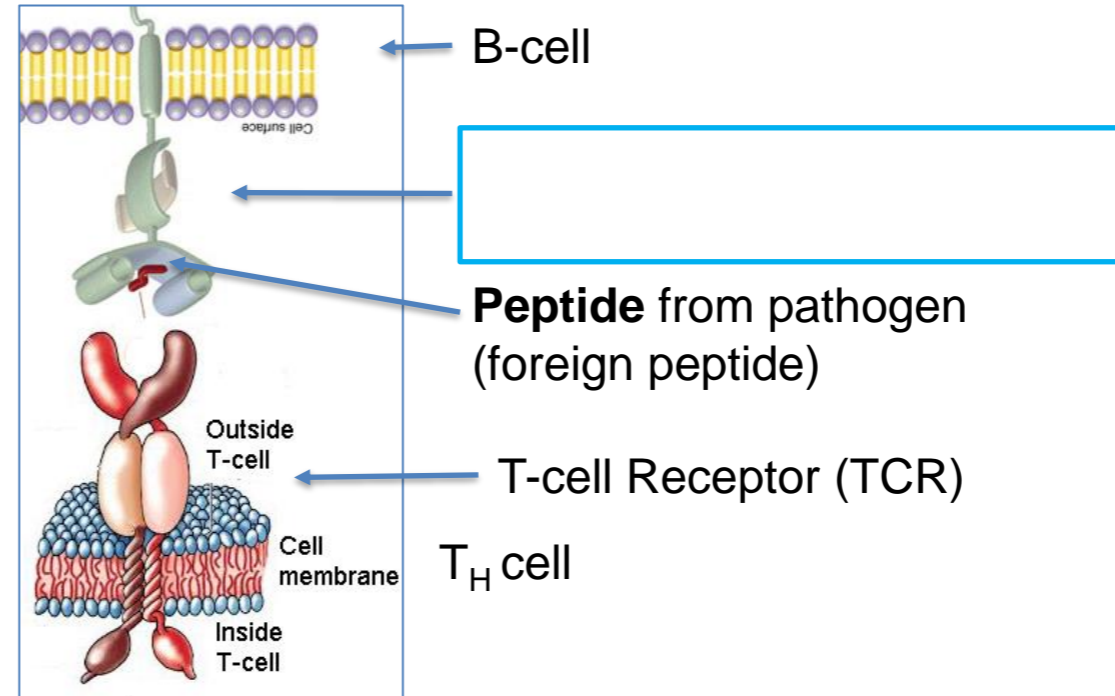 B-cell
Cell surface
Peptide from pathogen
(foreign peptide)
Outside
T-cell
T-cell Receptor (TCR)
Cell
membrane
TH cell
Inside
T-cell